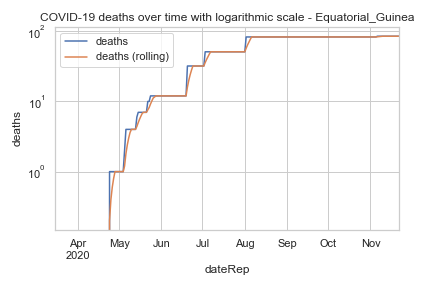 COVID-19 deaths over time with logarithmic scale - Equatorial_Guinea
deaths
deaths (rolling)
10²
10¹
10⁰
deaths
Apr
2020
May
Jun
Jul
Aug
Sep
Oct
Nov
dateRep